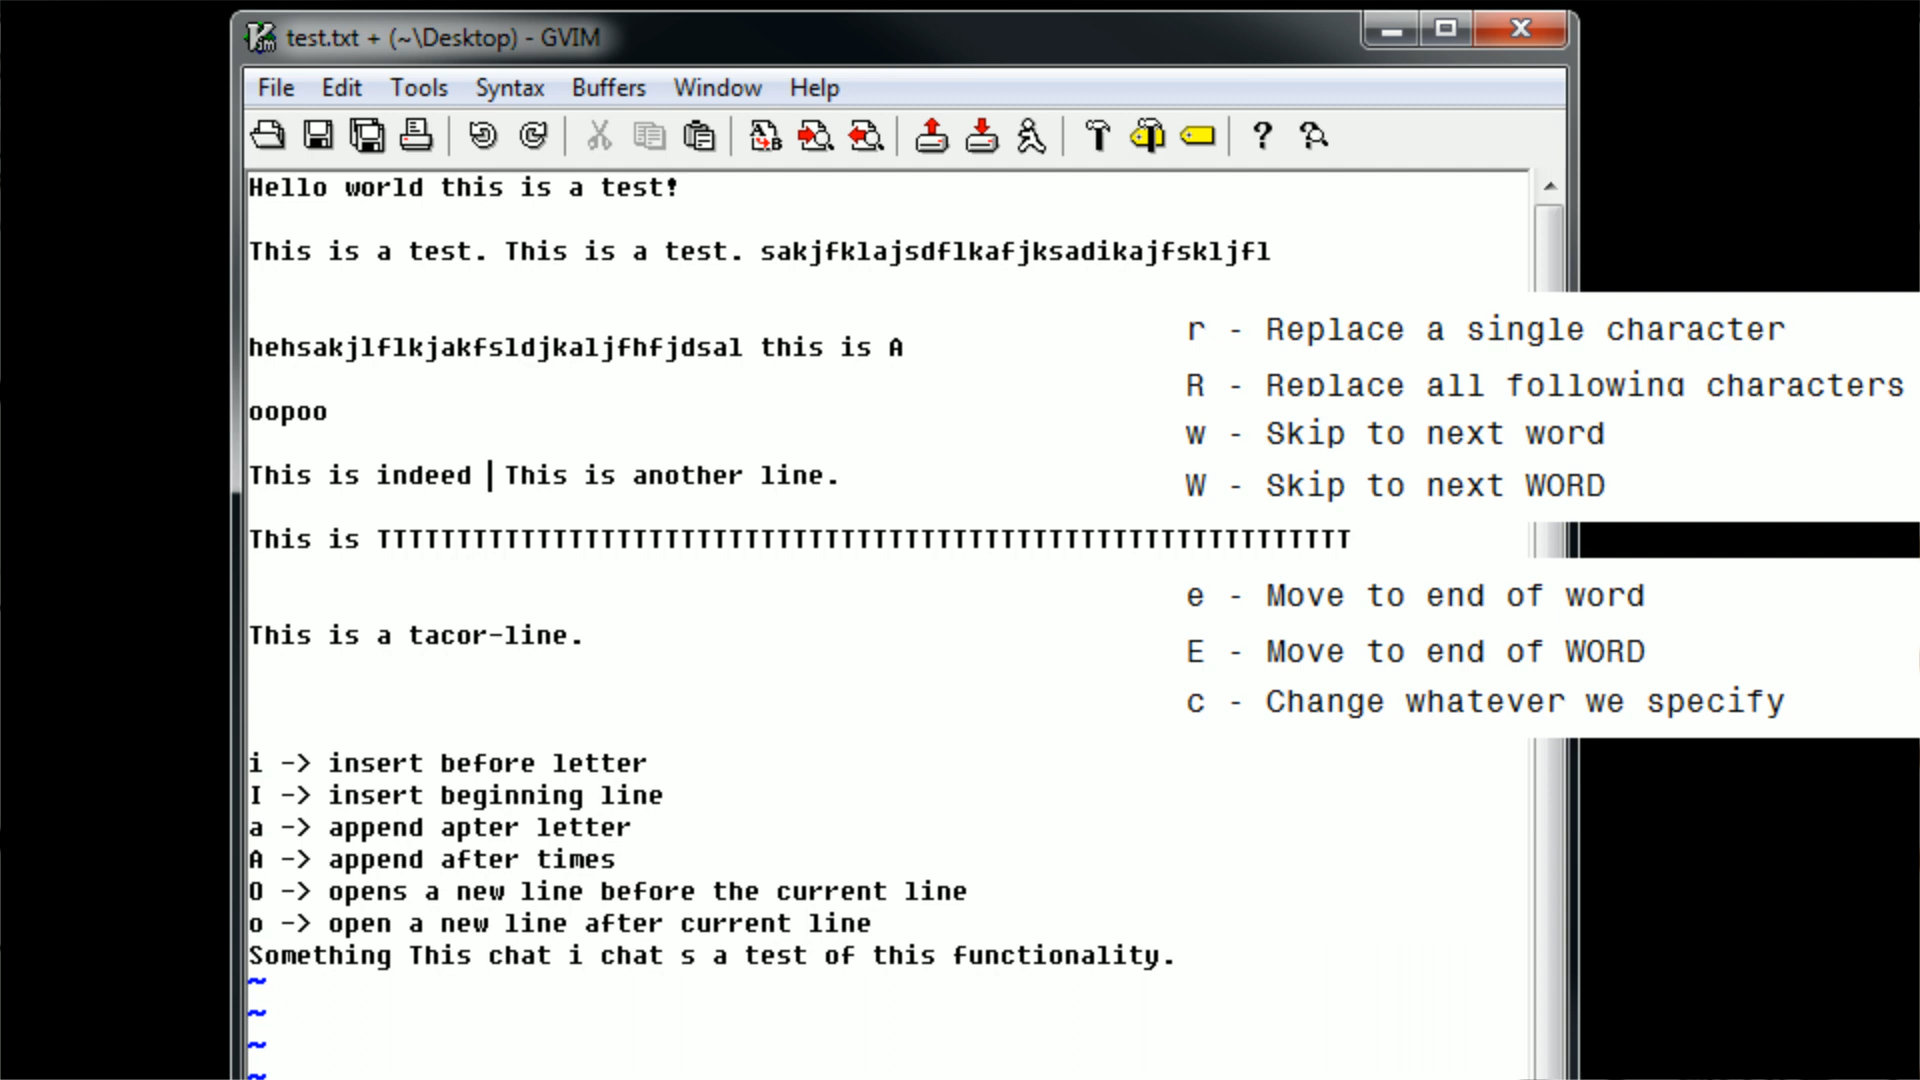 test.txt + (~\Desktop) - GVIM
File Edit Tools Syntax Buffers Window Help
Hello world this is a test!
This is a test. This is a test. sakjfklajsdflkafjksadikajfskljfl
hehsakjlflkjakfsldjkaljfhfjdsal this is A
oopoo
This is indeed This is another line.
This is TTTTTTTTTTTTTTTTTTTTTTTTTTTTTTTTTTTTTTTTTTTTTTTTTTTTTTTTTTTTT
This is a tacor-line.
i -> insert before letter
I -> insert beginning line
a -> append apter letter
A -> append after times
O -> opens a new line before the current line
o -> open a new line after current line
Something This chat i chat s a test of this functionality.
~
~
~
~
r - Replace a single character
R - Replace all following characters
w - Skip to next word
W - Skip to next WORD
e - Move to end of word
E - Move to end of WORD
c - Change whatever we specify